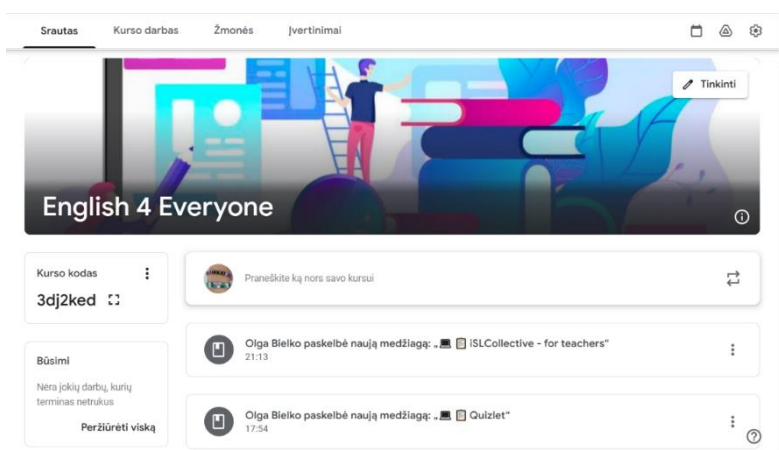 Srautas Kurso darbas Žmonės Įvertinimai
Tinkinti
English 4 Everyone
Kurso kodas
3dj2ked
Praneškite ką nors savo kursui
Olga Bielko paskelbė naują medžiagą: „💻 📋 iSLCollective - for teachers“
21:13
Būsimi
Nėra jokių darbų, kurių
terminas netrukus
Peržiūrėti viską
Olga Bielko paskelbė naują medžiagą: „💻 📋 Quizlet“
17:54